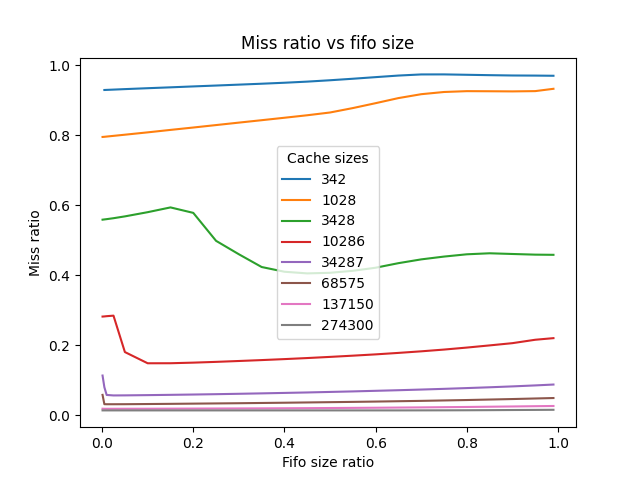 Miss ratio vs fifo size
1.0
0.8
0.6
0.4
0.2
0.0
Miss ratio
Cache sizes
342
1028
3428
10286
34287
68575
137150
274300
0.0 0.2 0.4 0.6 0.8 1.0
Fifo size ratio